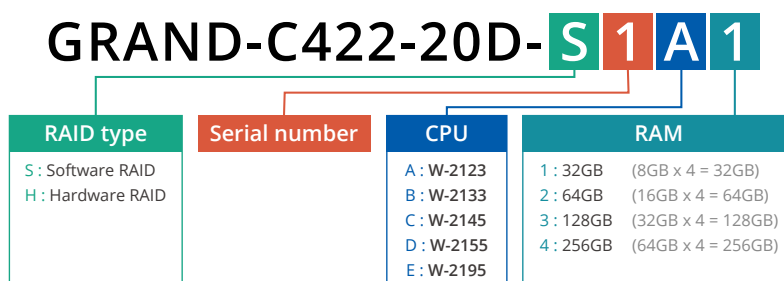 GRAND-C422-20D-S1A1
RAID type
S : Software RAID
H : Hardware RAID
Serial number
CPU
A : W-2123
B : W-2133
C : W-2145
D : W-2155
E : W-2195
RAM
1 : 32GB (8GB x 4 = 32GB)
2 : 64GB (16GB x 4 = 64GB)
3 : 128GB (32GB x 4 = 128GB)
4 : 256GB (64GB x 4 = 256GB)